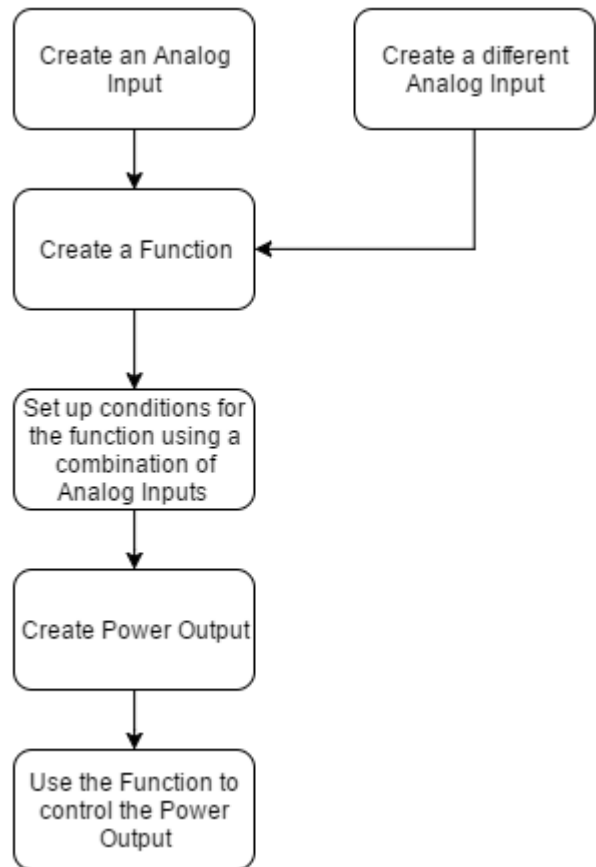 Create an Analog
Input
Create a different
Analog Input
Create a Function
Set up conditions for
the function using a
combination of
Analog Inputs
Create Power Output
Use the Function to
control the Power
Output